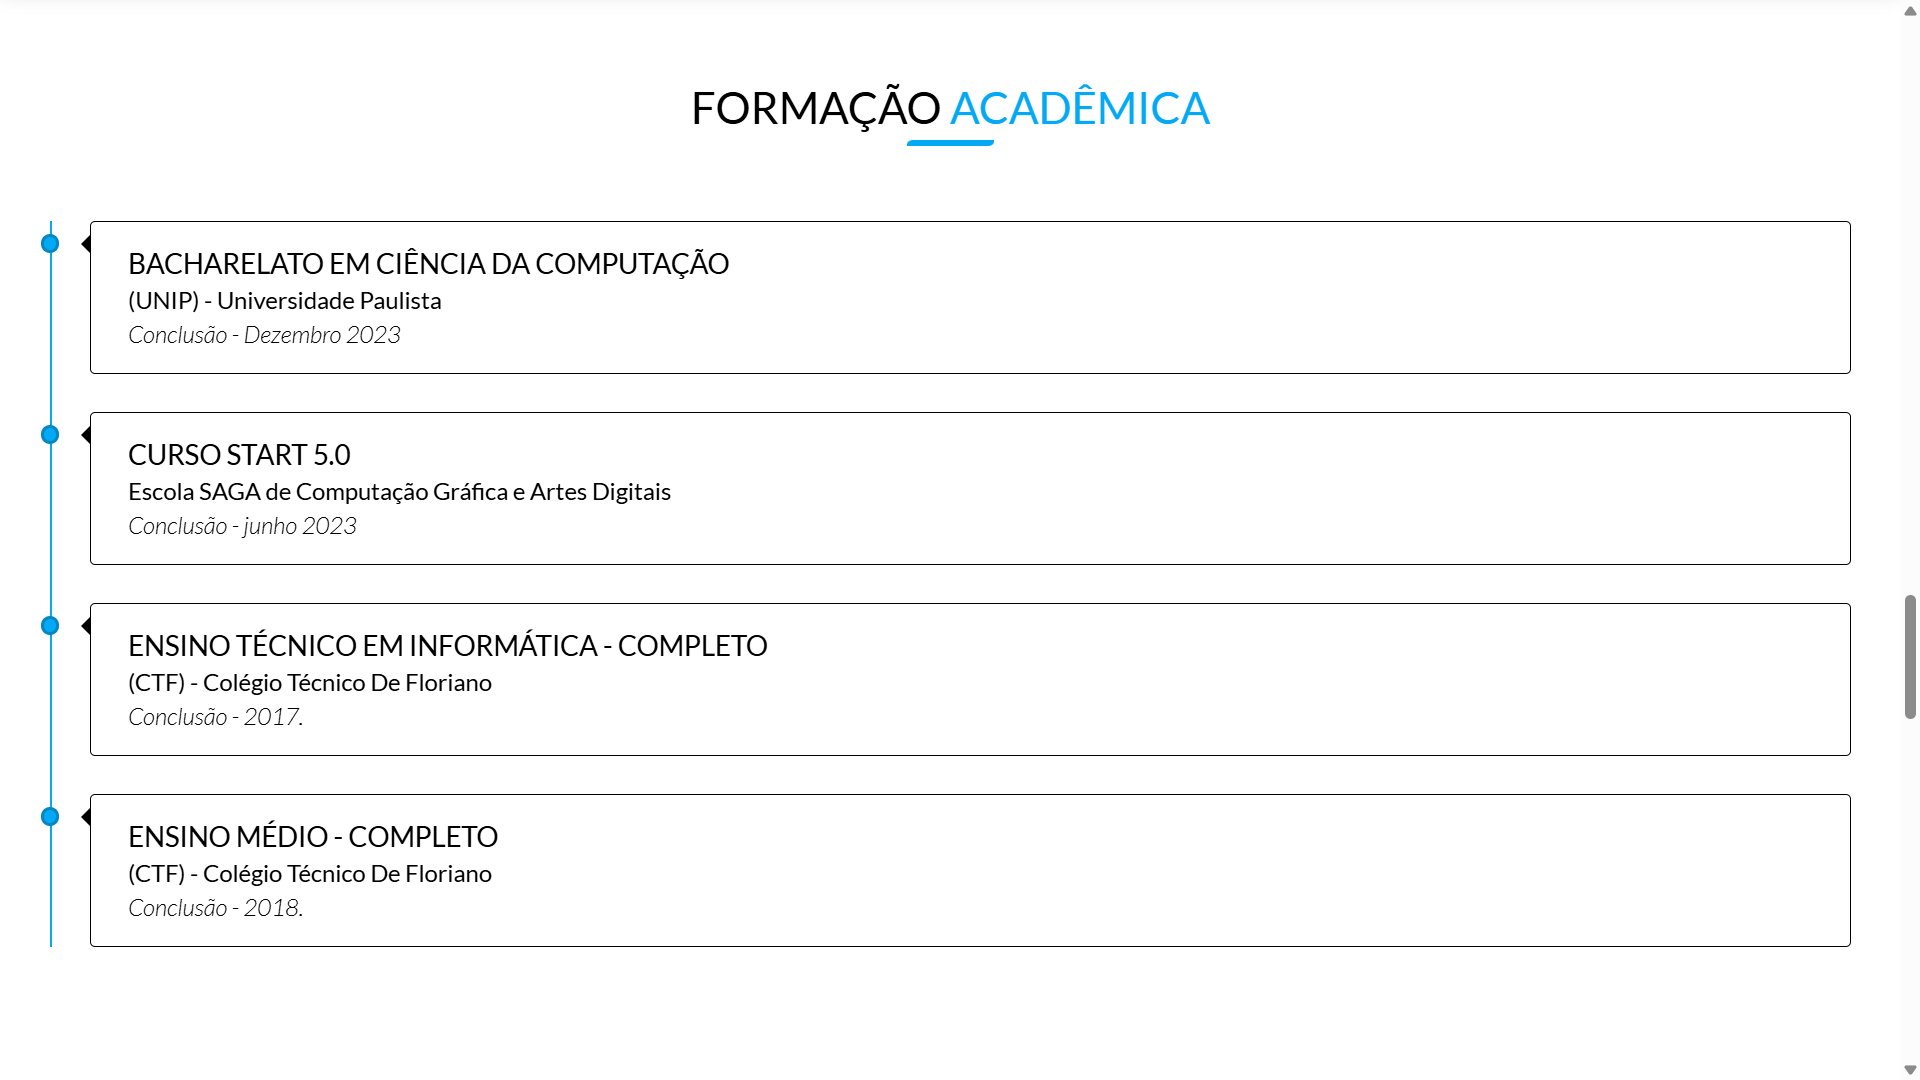 FORMAÇÃO ACADÊMICA
BACHARELATO EM CIÊNCIA DA COMPUTAÇÃO
(UNIP) - Universidade Paulista
Conclusão - Dezembro 2023
CURSO START 5.0
Escola SAGA de Computação Gráfica e Artes Digitais
Conclusão - junho 2023
ENSINO TÉCNICO EM INFORMÁTICA - COMPLETO
(CTF) - Colégio Técnico De Floriano
Conclusão - 2017.
ENSINO MÉDIO - COMPLETO
(CTF) - Colégio Técnico De Floriano
Conclusão - 2018.